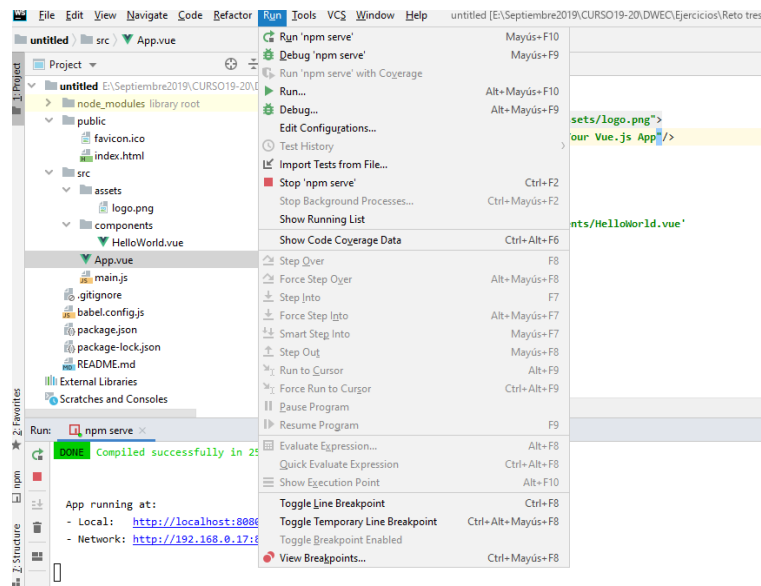 WS File Edit View Navigate Code Refactor Run Tools VCS Window Help untitled [E:\Septiembre2019\CURSO19-20\DWEC\Ejercicios\Reto tres
untitled src App.vue
1: Project
Project
untitled E:\Septiembre2019\CURSO19-20\
node_modules library root
public
favicon.ico
index.html
src
assets
logo.png
components
HelloWorld.vue
App.vue
main.js
.gitignore
babel.config.js
package.json
package-lock.json
README.md
External Libraries
Scratches and Consoles
Run 'npm serve' Mayús+F10
Debug 'npm serve' Mayús+F9
Run 'npm serve' with Coverage
Run... Alt+Mayús+F10
Debug... Alt+Mayús+F9
Edit Configurations...
Test History
Import Tests from File...
Stop 'npm serve' Ctrl+F2
Stop Background Processes... Ctrl+Mayús+F2
Show Running List
Show Code Coverage Data Ctrl+Alt+F6
Step Over F8
Force Step Over Alt+Mayús+F8
Step Into F7
Force Step Into Alt+Mayús+F7
Smart Step Into Mayús+F7
Step Out Mayús+F8
Run to Cursor Alt+F9
Force Run to Cursor Ctrl+Alt+F9
Pause Program
Resume Program F9
Evaluate Expression... Alt+F8
Quick Evaluate Expression Ctrl+Alt+F8
Show Execution Point Alt+F10
Toggle Line Breakpoint Ctrl+F8
Toggle Temporary Line Breakpoint Ctrl+Alt+Mayús+F8
Toggle Breakpoint Enabled
View Breakpoints... Ctrl+Mayús+F8
sets/logo.png">
our Vue.js App"/>
nts/HelloWorld.vue'
2: Favorites
npm
7: Structure
Run: npm serve
DONE Compiled successfully in 25
App running at:
- Local: http://localhost:8080
- Network: http://192.168.0.17:8